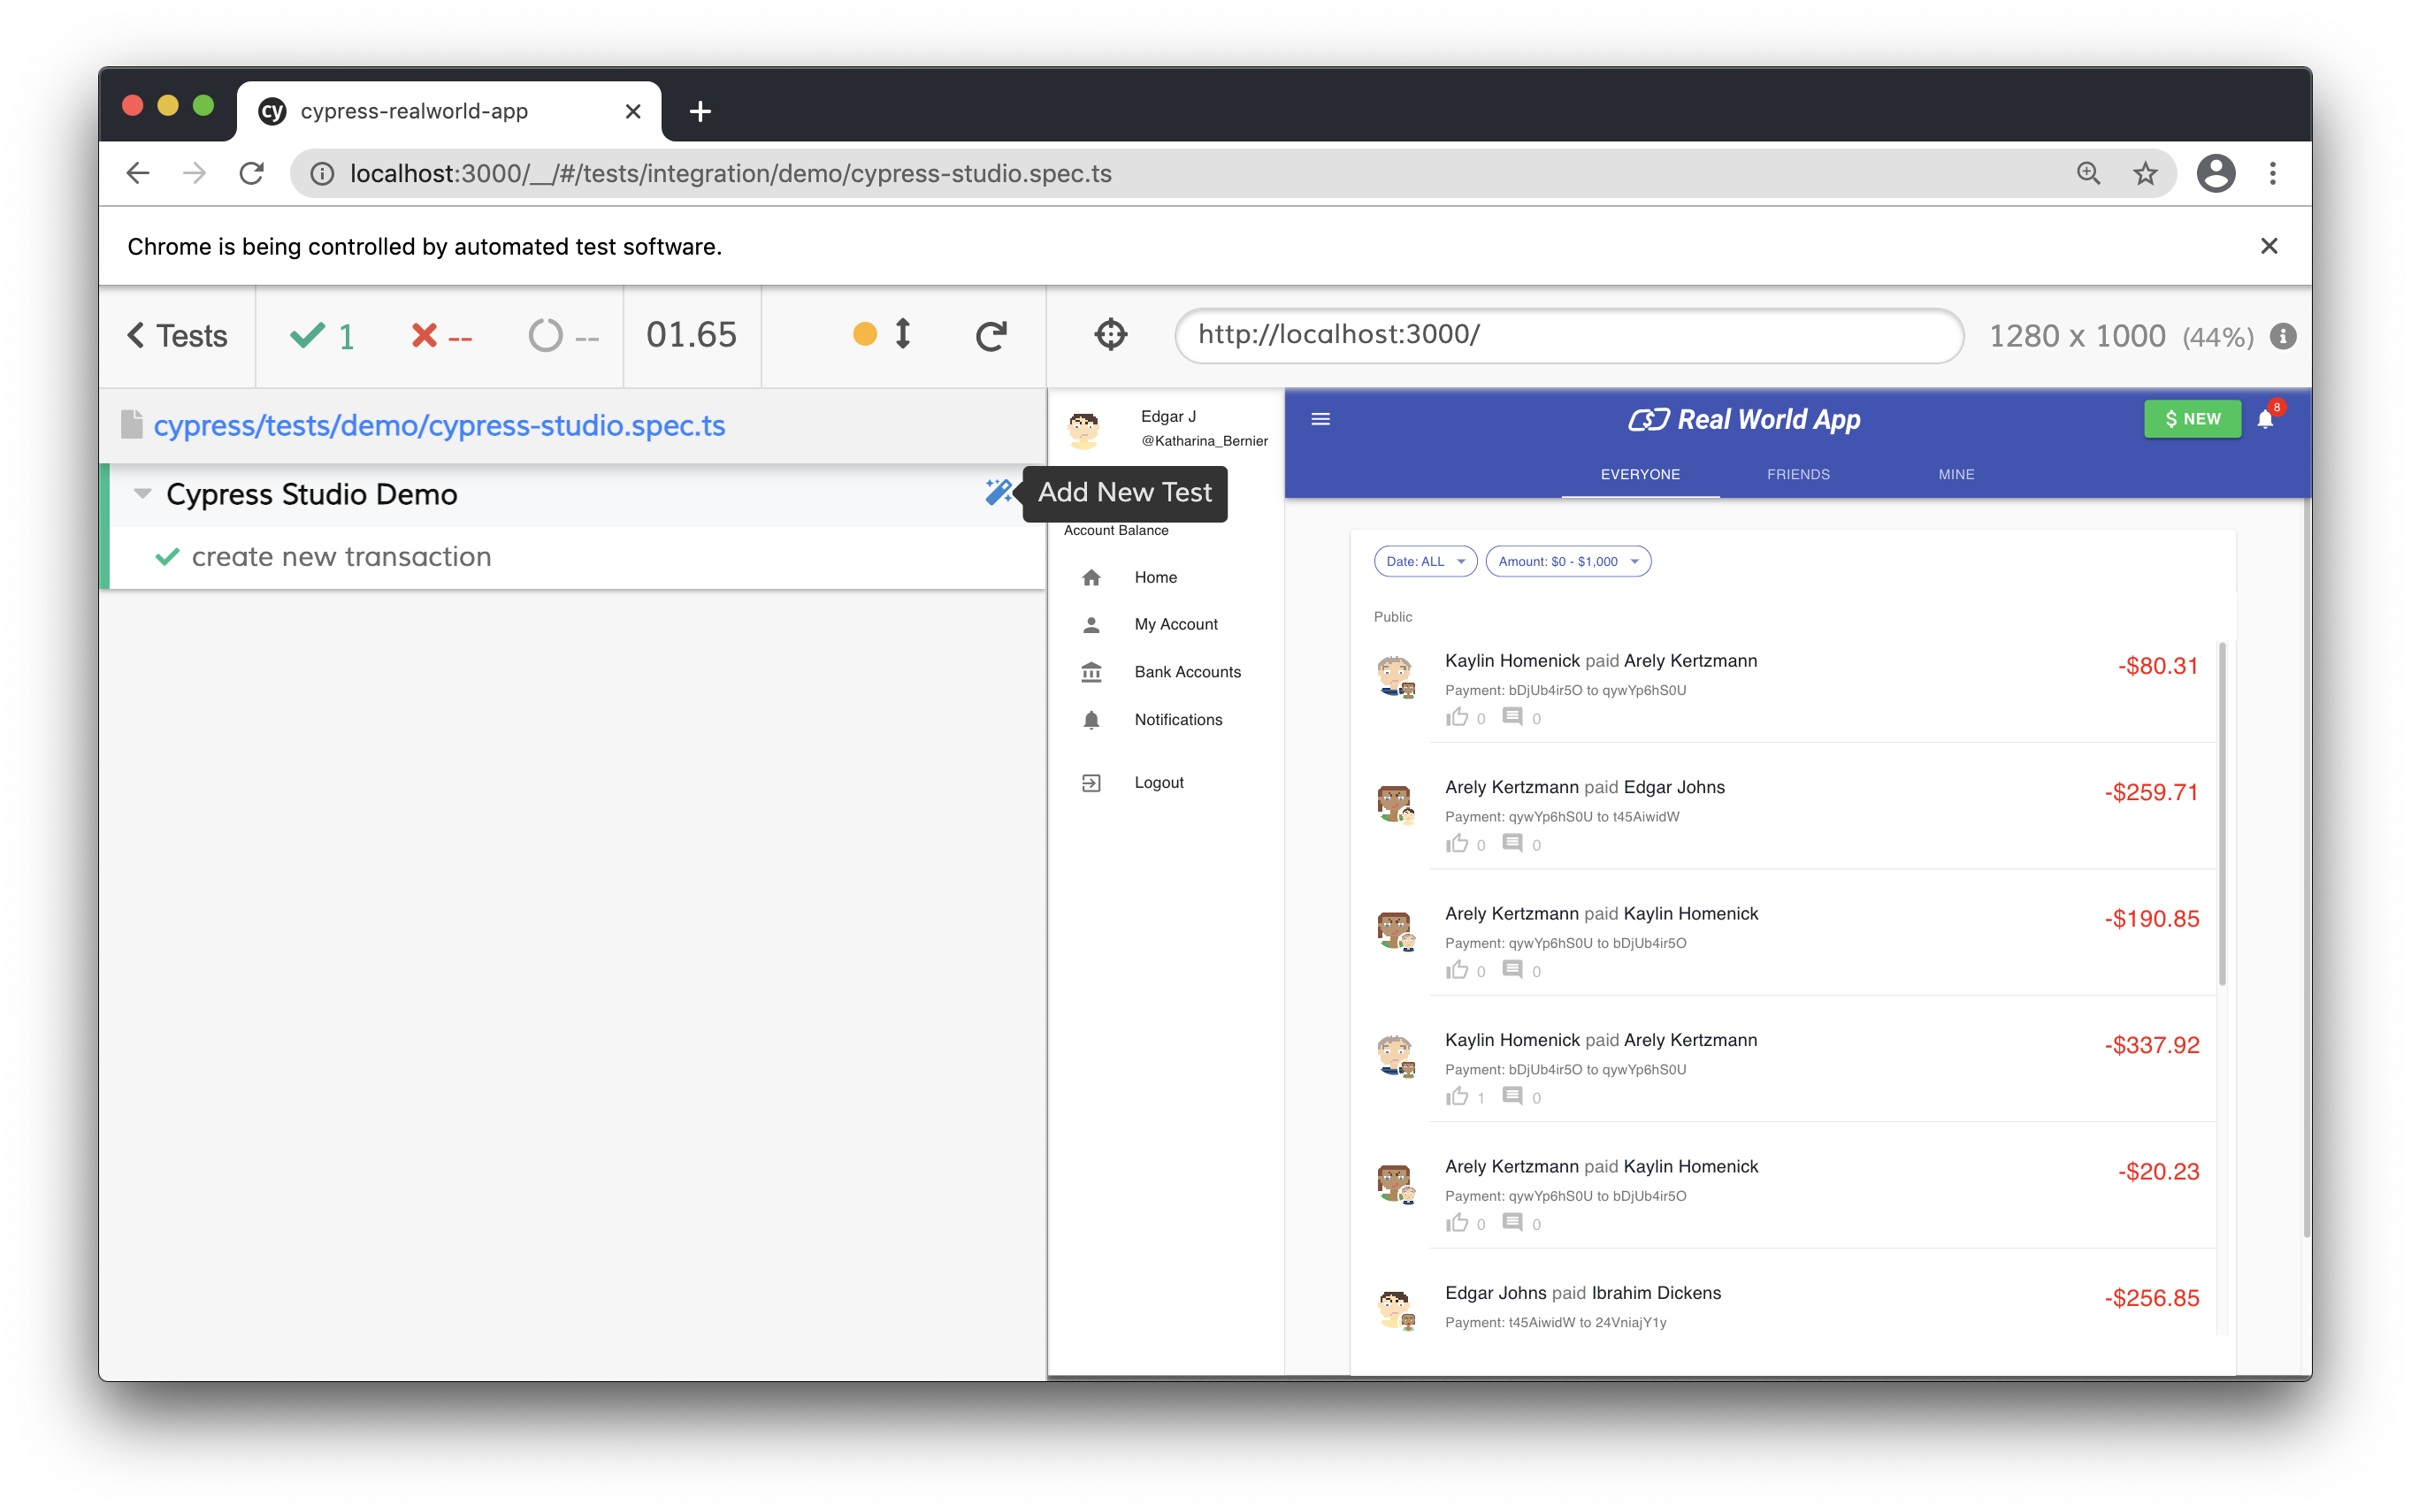 cypress-realworld-app
localhost:3000/__/#/tests/integration/demo/cypress-studio.spec.ts
Chrome is being controlled by automated test software.
Tests
1
--
--
01.65
http://localhost:3000/
1280 x 1000 (44%)
cypress/tests/demo/cypress-studio.spec.ts
Cypress Studio Demo
Add New Test
create new transaction
Edgar J
@Katharina_Bernier
Account Balance
Home
My Account
Bank Accounts
Notifications
Logout
Real World App
$ NEW
8
EVERYONE
FRIENDS
MINE
Date: ALL
Amount: $0 - $1,000
Public
Kaylin Homenick paid Arely Kertzmann
-$80.31
Payment: bDjUb4ir5O to qywYp6hS0U
0
0
Arely Kertzmann paid Edgar Johns
-$259.71
Payment: qywYp6hS0U to t45AiwidW
0
0
Arely Kertzmann paid Kaylin Homenick
-$190.85
Payment: qywYp6hS0U to bDjUb4ir5O
0
0
Kaylin Homenick paid Arely Kertzmann
-$337.92
Payment: bDjUb4ir5O to qywYp6hS0U
1
0
Arely Kertzmann paid Kaylin Homenick
-$20.23
Payment: qywYp6hS0U to bDjUb4ir5O
0
0
Edgar Johns paid Ibrahim Dickens
-$256.85
Payment: t45AiwidW to 24VniajY1y